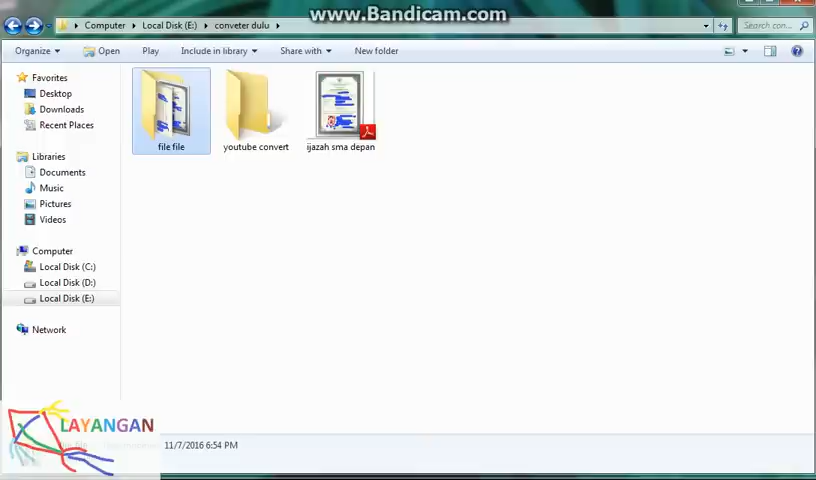 www.Bandicam.com
Computer Local Disk (E:) conveter dulu Search con...
Organize Open Play Include in library Share with New folder
Favorites
Desktop
Downloads
Recent Places
Libraries
Documents
Music
Pictures
Videos
Computer
Local Disk (C:)
Local Disk (D:)
Local Disk (E:)
Network
file file
youtube convert
ijazah sma depan
LAYANGAN
11/7/2016 6:54 PM